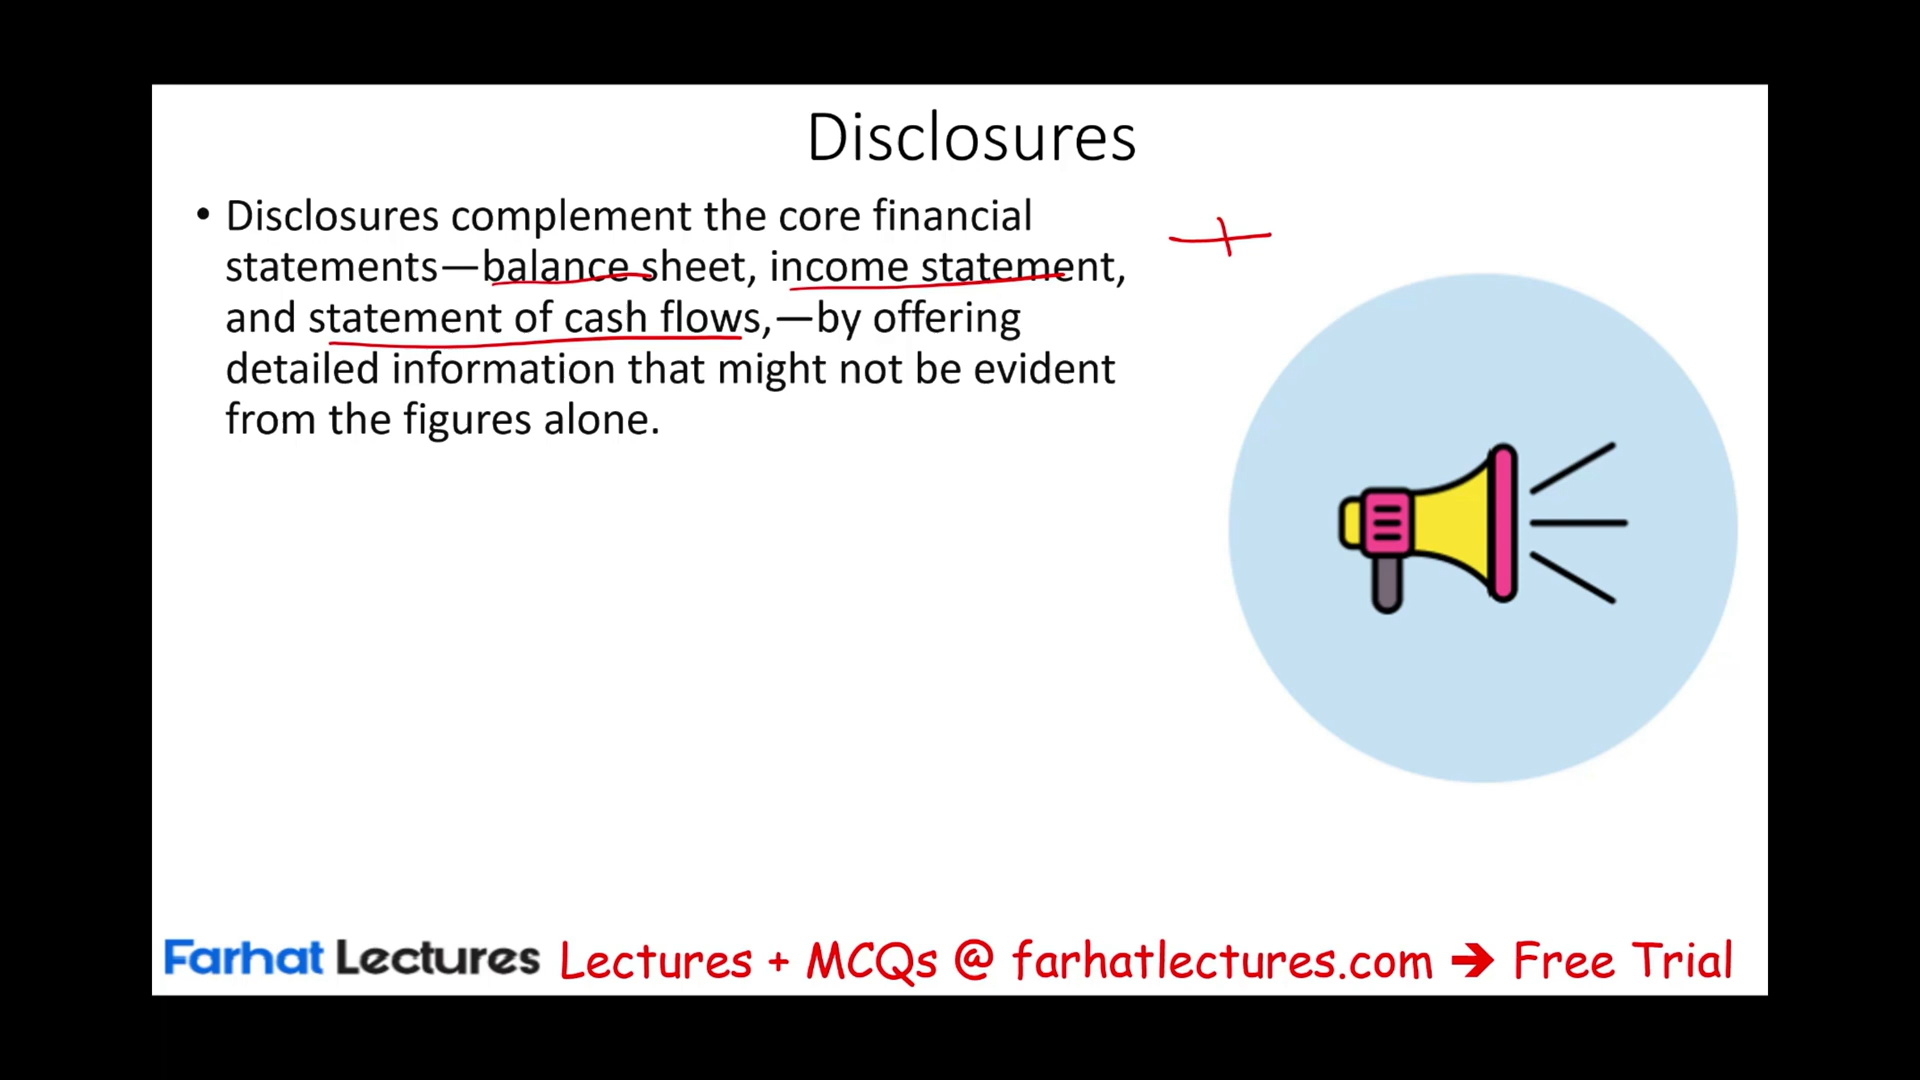 Disclosures
• Disclosures complement the core financial
statements—balance sheet, income statement,
and statement of cash flows,—by offering
detailed information that might not be evident
from the figures alone.
+
Farhat Lectures Lectures + MCQs @ farhatlectures.com ➔ Free Trial